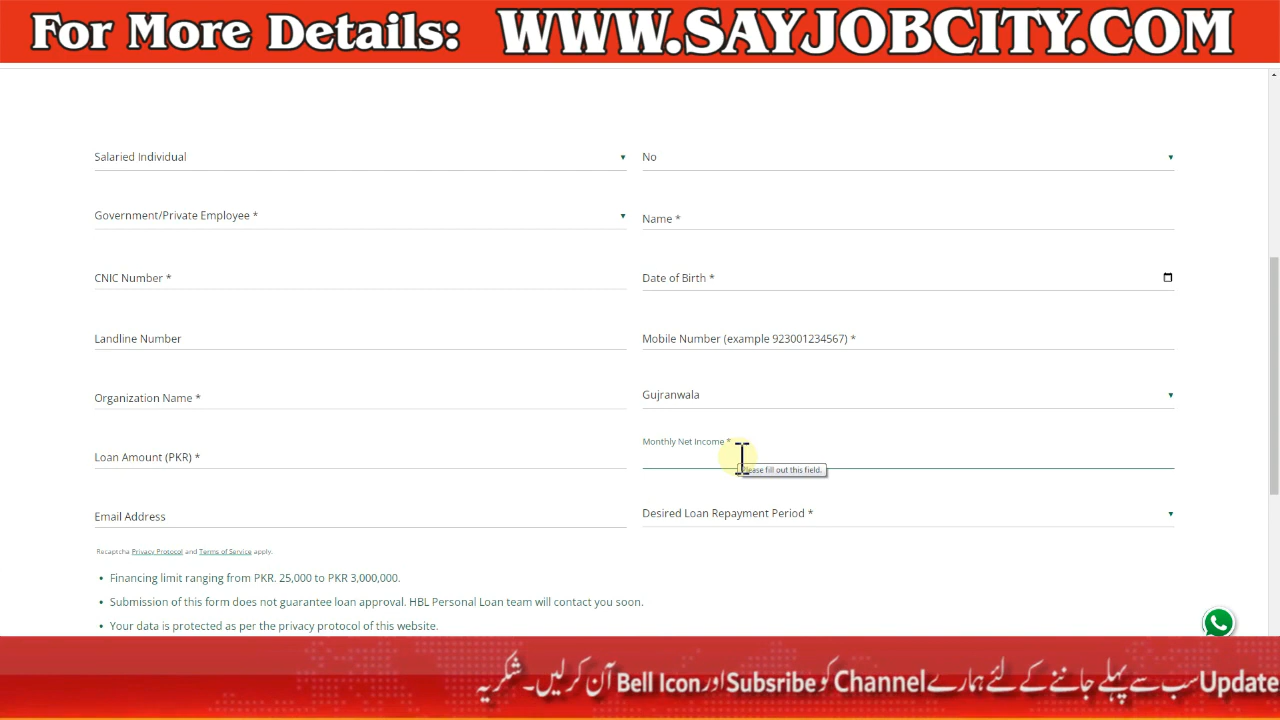 For More Details: WWW.SAYJOBCITY.COM
Salaried Individual
No
Government/Private Employee *
Name *
CNIC Number *
Date of Birth *
Landline Number
Mobile Number (example 923001234567) *
Organization Name *
Gujranwala
Monthly Net Income *
Loan Amount (PKR) *
Please fill out this field.
Email Address
Desired Loan Repayment Period *
Recaptcha Privacy Protocol and Terms of Service apply.
• Financing limit ranging from PKR. 25,000 to PKR 3,000,000.
• Submission of this form does not guarantee loan approval. HBL Personal Loan team will contact you soon.
• Your data is protected as per the privacy protocol of this website.
Update سب سے پہلے جاننے کے لئے ہمارے Channel کو Subsribe اور Bell Icon آن کرلیں۔ شکریہ